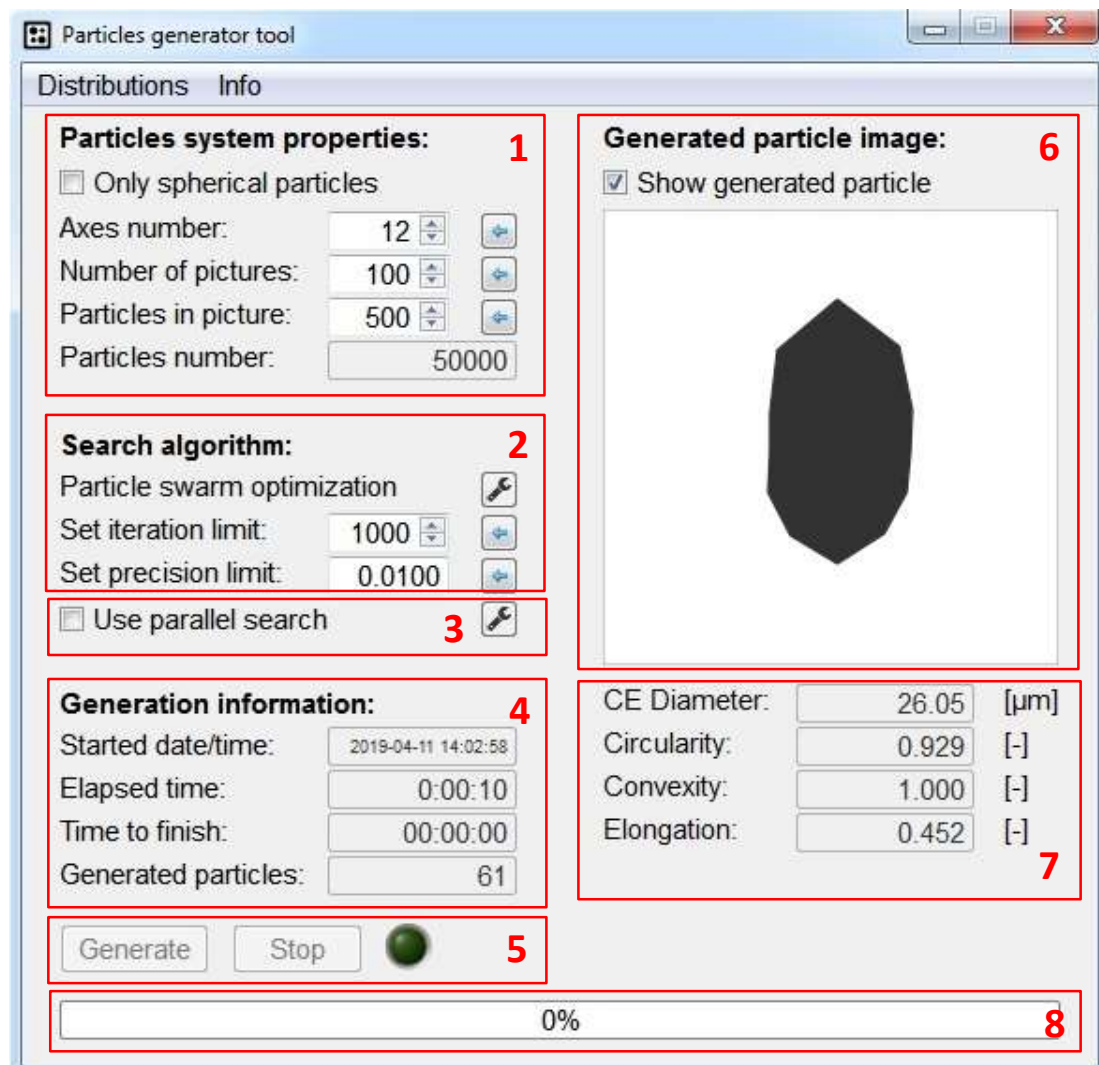 Particles generator tool
Distributions Info
Particles system properties: 1
Only spherical particles
Axes number: 12
Number of pictures: 100
Particles in picture: 500
Particles number: 50000
Search algorithm: 2
Particle swarm optimization
Set iteration limit: 1000
Set precision limit: 0.0100
Use parallel search 3
Generation information: 4
Started date/time: 2019-04-11 14:02:58
Elapsed time: 0:00:10
Time to finish: 00:00:00
Generated particles: 61
Generate Stop 5
Generated particle image: 6
Show generated particle
CE Diameter: 26.05 [µm]
Circularity: 0.929 [-]
Convexity: 1.000 [-]
Elongation: 0.452 [-]
7
0% 8